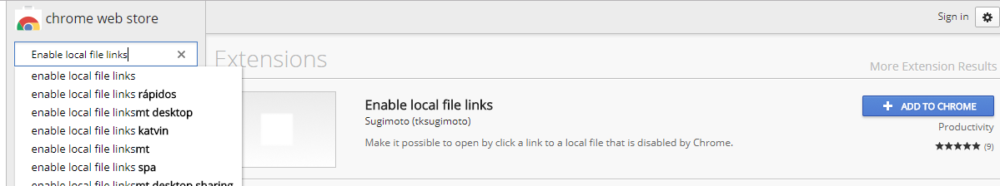 chrome web store
Sign in
Enable local file links
enable local file links
enable local file links rápidos
enable local file linksmt desktop
enable local file links katvin
enable local file linksmt
enable local file links spa
enable local file linksmt desktop sharing
Extensions
More Extension Results
Enable local file links
Sugimoto (tksugimoto)
Make it possible to open by click a link to a local file that is disabled by Chrome.
+ ADD TO CHROME
Productivity
★★★★★ (9)